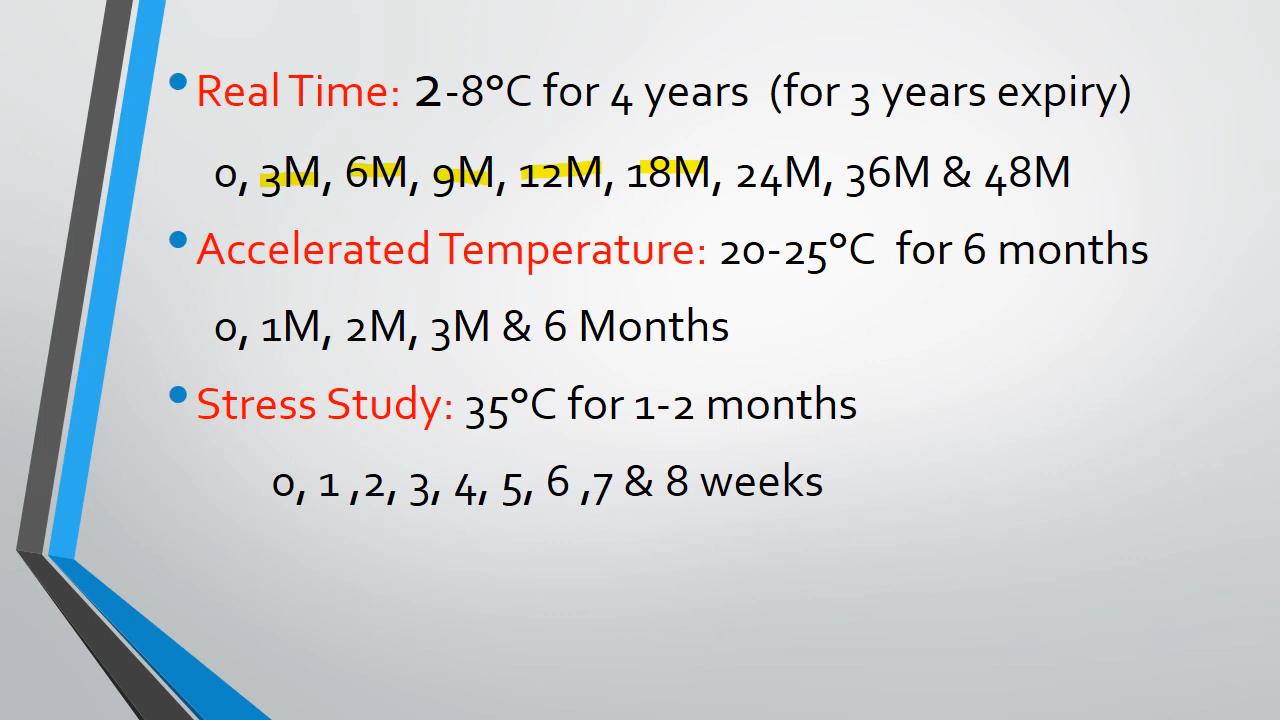 • Real Time: 2-8°C for 4 years (for 3 years expiry)
0, 3M, 6M, 9M, 12M, 18M, 24M, 36M & 48M
• Accelerated Temperature: 20-25°C for 6 months
0, 1M, 2M, 3M & 6 Months
• Stress Study: 35°C for 1-2 months
0, 1 ,2, 3, 4, 5, 6 ,7 & 8 weeks